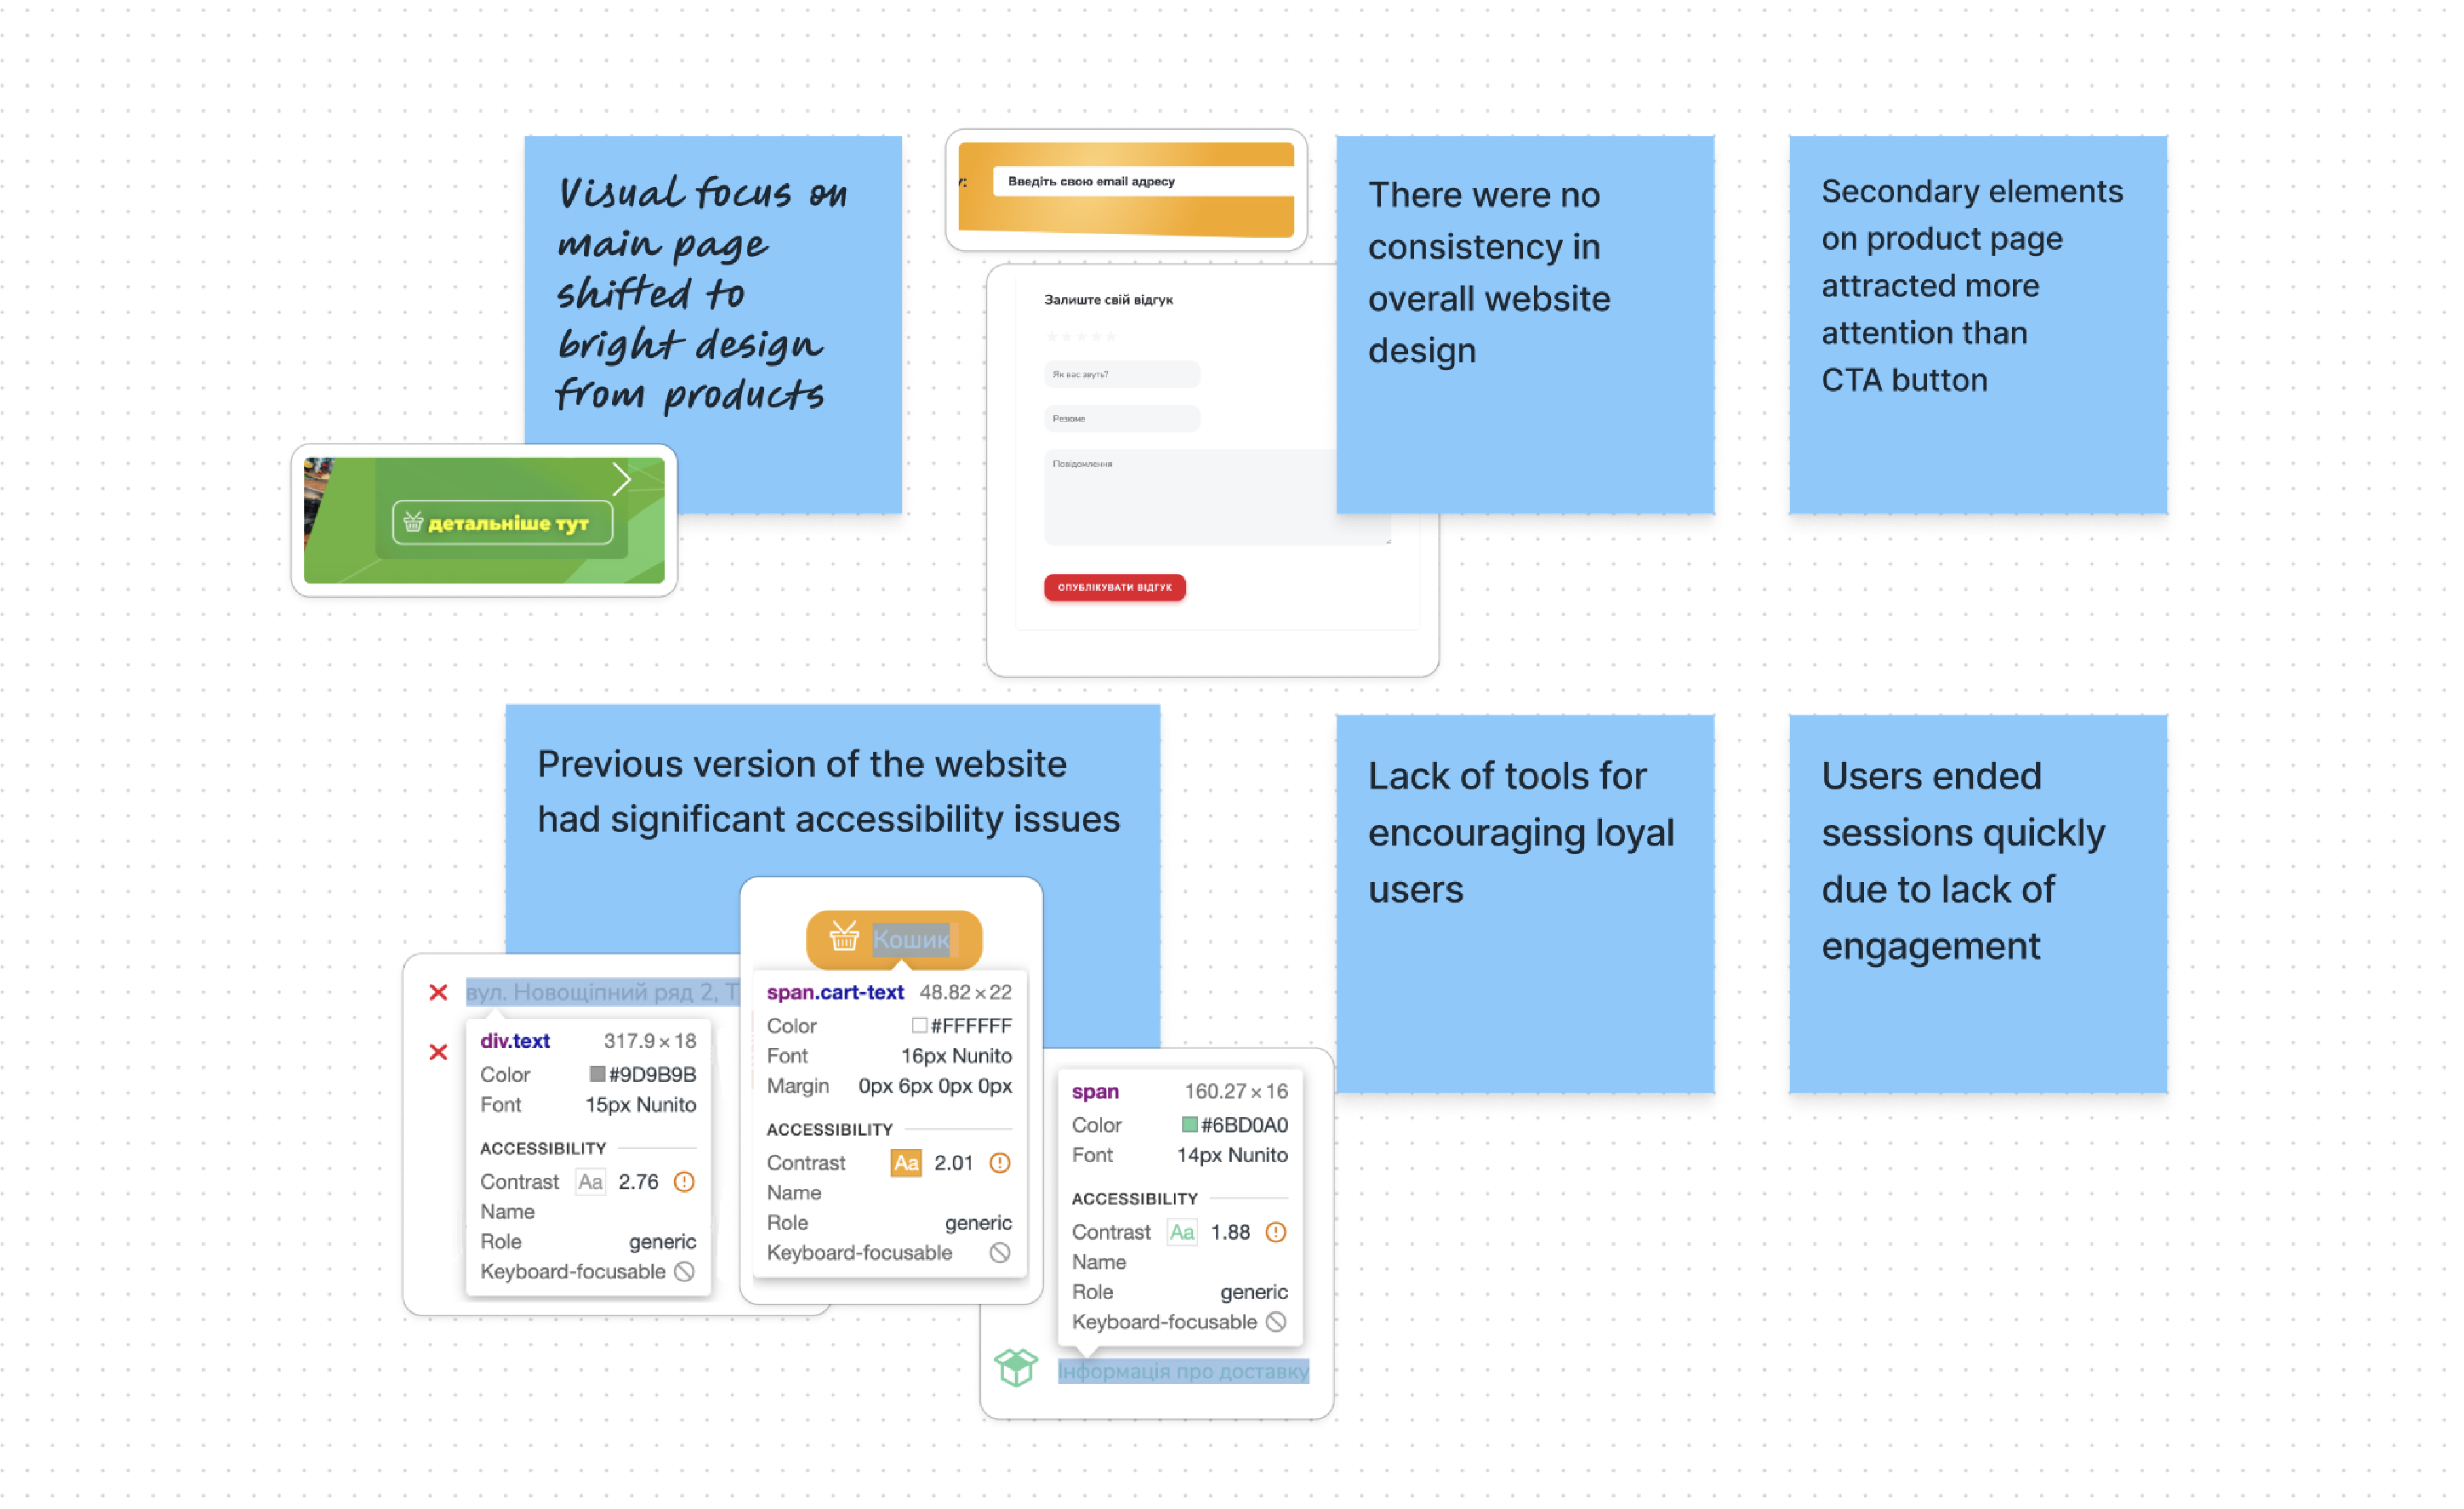 Visual focus on
main page
shifted to
bright design
from products
детальніше тут
у:
Введіть свою email адресу
Залиште свій відгук
Як вас звуть?
Резюме
Повідомлення
ОПУБЛІКУВАТИ ВІДГУК
There were no
consistency in
overall website
design
Secondary elements
on product page
attracted more
attention than
CTA button
Previous version of the website
had significant accessibility issues
вул. Новощіпний ряд 2, Т
div.text 317.9 × 18
Color #9D9B9B
Font 15px Nunito
ACCESSIBILITY
Contrast Aa 2.76
Name
Role generic
Keyboard-focusable
Кошик
span.cart-text 48.82 × 22
Color #FFFFFF
Font 16px Nunito
Margin 0px 6px 0px 0px
ACCESSIBILITY
Contrast Aa 2.01
Name
Role generic
Keyboard-focusable
span 160.27 × 16
Color #6BD0A0
Font 14px Nunito
ACCESSIBILITY
Contrast Aa 1.88
Name
Role generic
Keyboard-focusable
Інформація про доставку
Lack of tools for
encouraging loyal
users
Users ended
sessions quickly
due to lack of
engagement